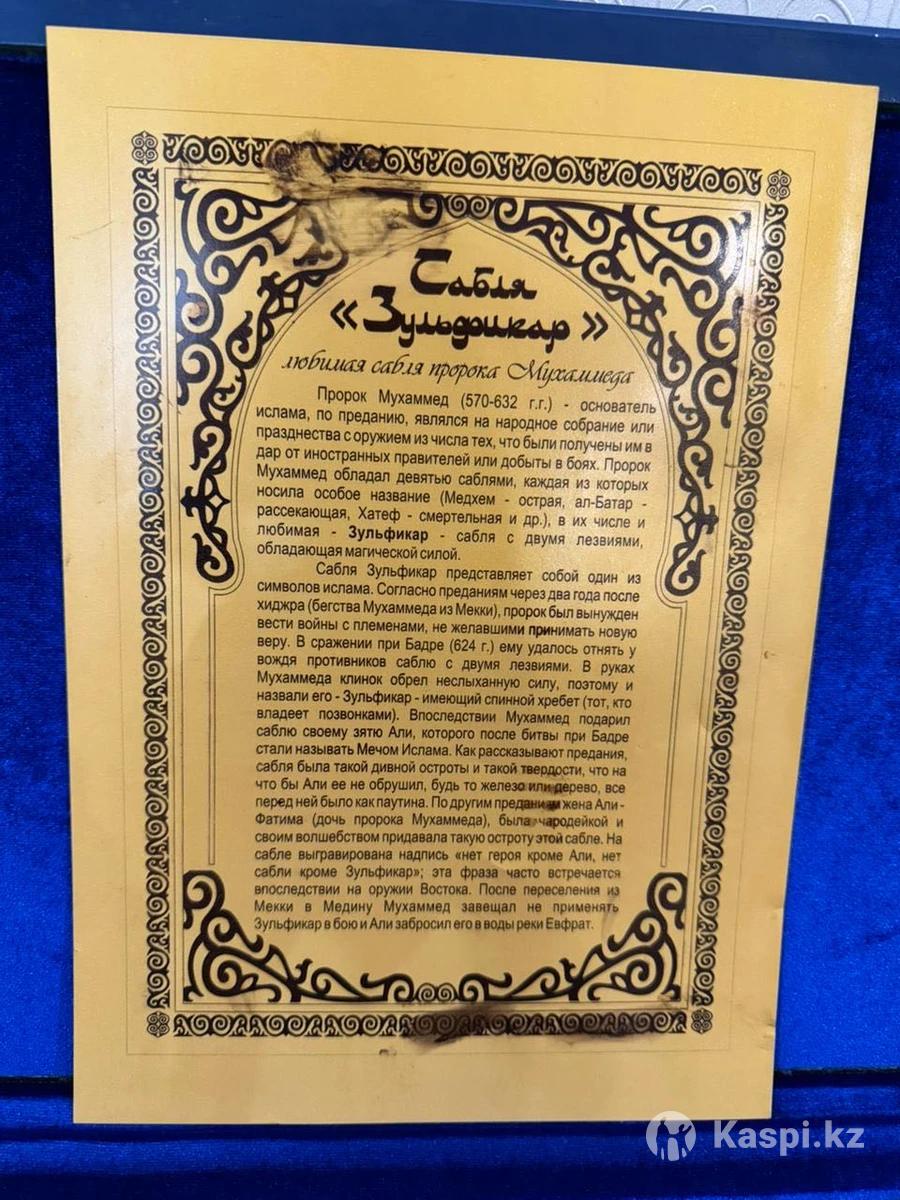 Сабля
«Зульфикар»
любимая сабля пророка Мухаммеда
Пророк Мухаммед (570-632 г.г.) - основатель
ислама, по преданию, являлся на народное собрание или
празднества с оружием из числа тех, что были получены им в
дар от иностранных правителей или добыты в боях. Пророк
Мухаммед обладал девятью саблями, каждая из которых
носила особое название (Медхем - острая, ал-Батар -
рассекающая, Хатеф - смертельная и др.), в их числе и
любимая - Зульфикар - сабля с двумя лезвиями,
обладающая магической силой.
Сабля Зульфикар представляет собой один из
символов ислама. Согласно преданиям через два года после
хиджра (бегства Мухаммеда из Мекки), пророк был вынужден
вести войны с племенами, не желавшими принимать новую
веру. В сражении при Бадре (624 г.) ему удалось отнять у
вождя противников саблю с двумя лезвиями. В руках
Мухаммеда клинок обрел неслыханную силу, поэтому и
назвали его - Зульфикар - имеющий спинной хребет (тот, кто
владеет позвонками). Впоследствии Мухаммед подарил
саблю своему зятю Али, которого после битвы при Бадре
стали называть Мечом Ислама. Как рассказывают предания,
сабля была такой дивной остроты и такой твердости, что на
что бы Али ее не обрушил, будь то железо или дерево, все
перед ней было как паутина. По другим преданиям жена Али-
Фатима (дочь пророка Мухаммеда), была чародейкой и
своим волшебством придавала такую остроту этой сабле. На
сабле выгравирована надпись «нет героя кроме Али, нет
сабли кроме Зульфикар»; эта фраза часто встречается
впоследствии на оружии Востока. После переселения из
Мекки в Медину Мухаммед завещал не применять
Зульфикар в бою и Али забросил его в воды реки Евфрат.
Kaspi.kz